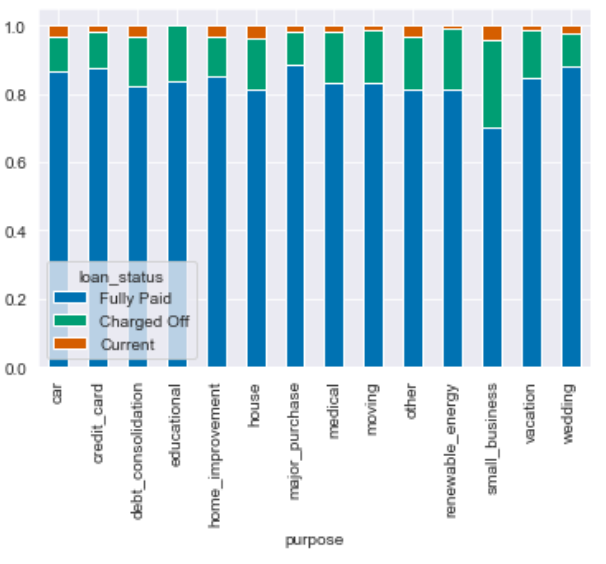 1.0
0.8
0.6
0.4
0.2
0.0
loan_status
Fully Paid
Charged Off
Current
car
credit_card
debt_consolidation
educational
home_improvement
house
major_purchase
medical
moving
other
renewable_energy
small_business
vacation
wedding
purpose